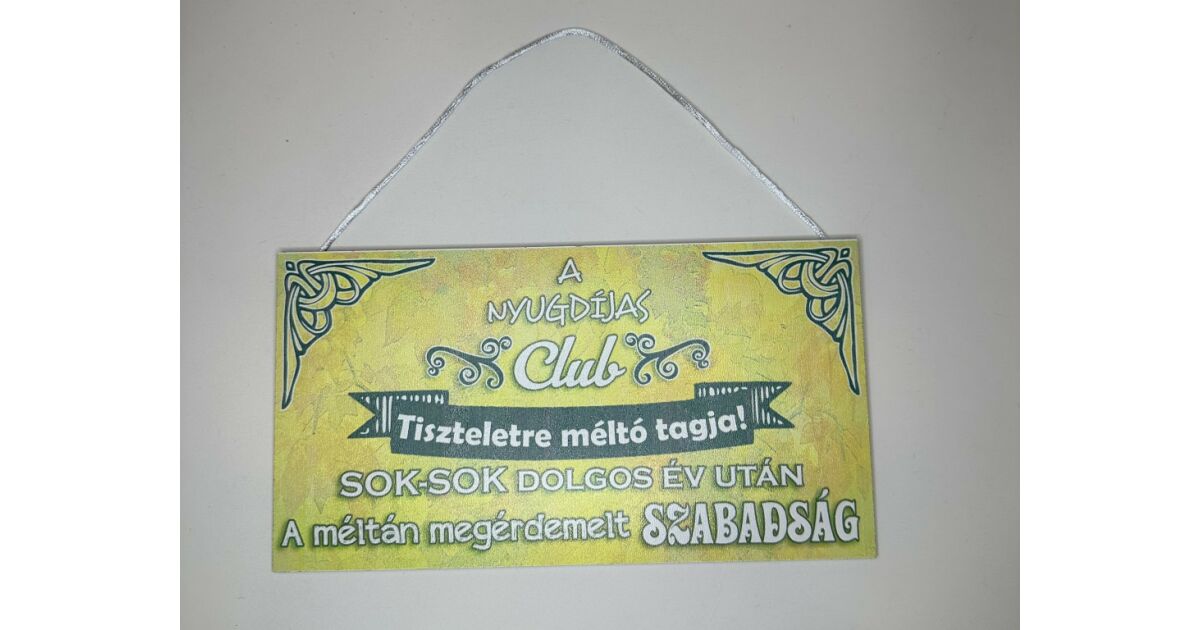 A
NYUGDÍJAS
Club
Tiszteletre méltó tagja!
SOK-SOK DOLGOS ÉV UTÁN
A méltán megérdemelt SZABADSÁG